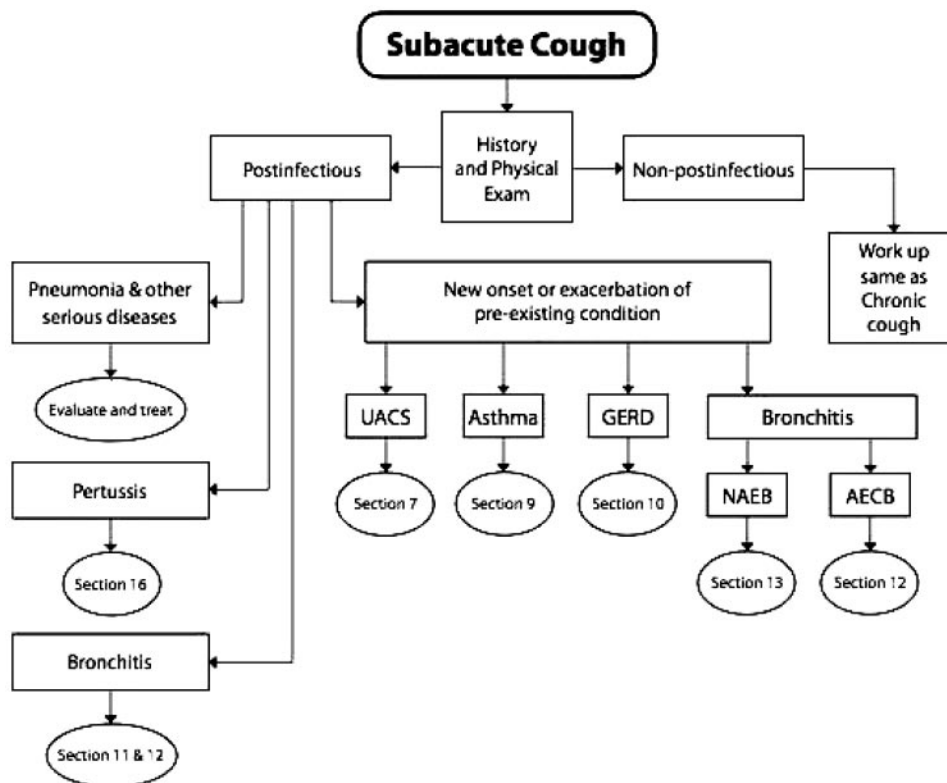 Subacute Cough
History
and Physical
Exam
Postinfectious
Non-postinfectious
Work up
same as
Chronic
cough
Pneumonia & other
serious diseases
New onset or exacerbation of
pre-existing condition
Evaluate and treat
UACS
Asthma
GERD
Bronchitis
Section 7
Section 9
Section 10
NAEB
AECB
Section 13
Section 12
Pertussis
Section 16
Bronchitis
Section 11 & 12